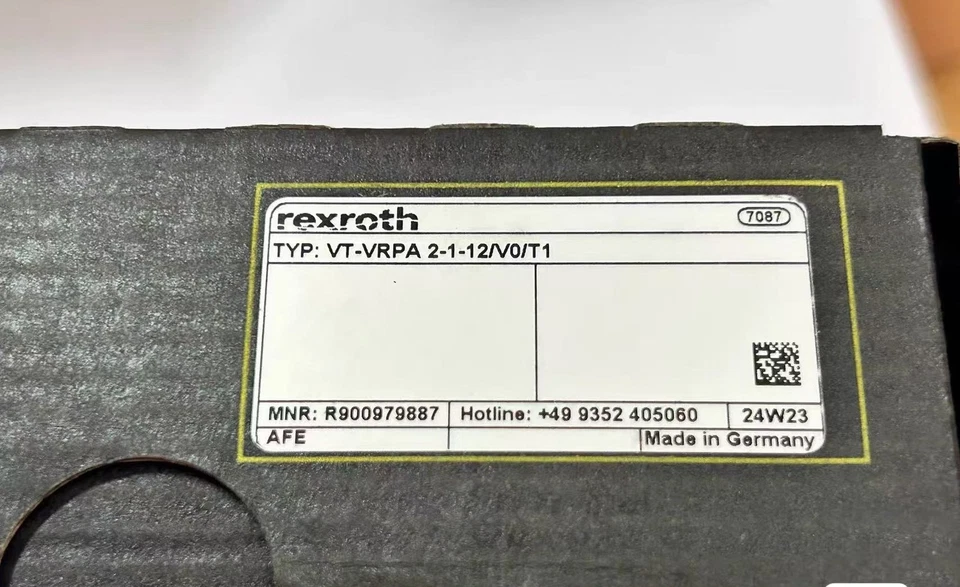 rexroth 7087
TYP: VT-VRPA 2-1-12/V0/T1
MNR: R900979887 Hotline: +49 9352 405060 24W23
AFE Made in Germany